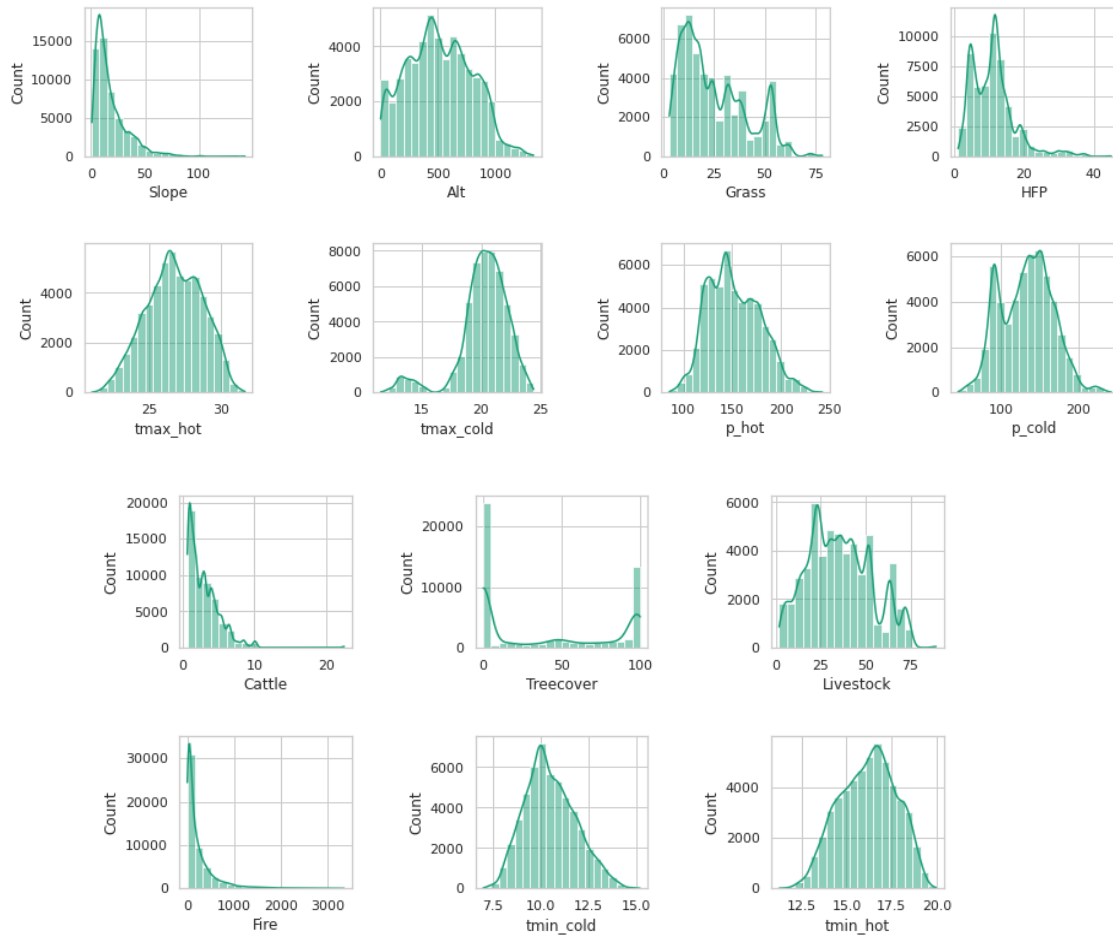 15000
10000
5000
0
Count
0 50 100
Slope
4000
2000
0
Count
0 500 1000
Alt
6000
4000
2000
0
Count
0 25 50 75
Grass
10000
7500
5000
2500
0
Count
0 20 40
HFP
4000
2000
0
Count
25 30
tmax_hot
8000
6000
4000
2000
0
Count
15 20 25
tmax_cold
6000
4000
2000
0
Count
100 150 200 250
p_hot
6000
4000
2000
0
Count
100 200
p_cold
20000
15000
10000
5000
0
Count
0 10 20
Cattle
20000
10000
0
Count
0 50 100
Treecover
6000
4000
2000
0
Count
0 25 50 75
Livestock
30000
20000
10000
0
Count
0 1000 2000 3000
Fire
6000
4000
2000
0
Count
7.5 10.0 12.5 15.0
tmin_cold
4000
2000
0
Count
12.5 15.0 17.5 20.0
tmin_hot